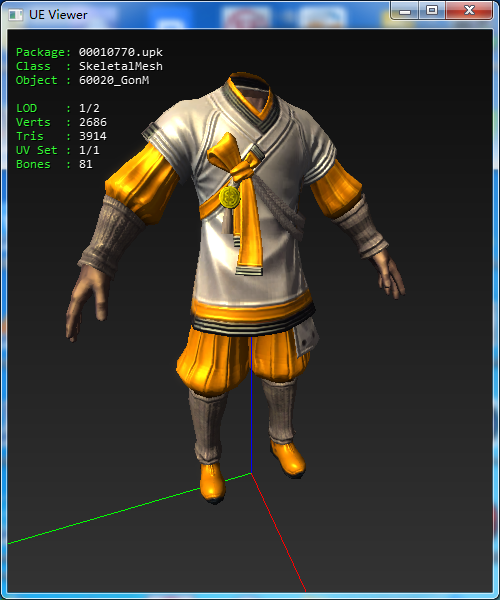 UE Viewer
Package: 00010770.upk
Class : SkeletalMesh
Object : 60020_GonM
LOD : 1/2
Verts : 2686
Tris : 3914
UV Set : 1/1
Bones : 81